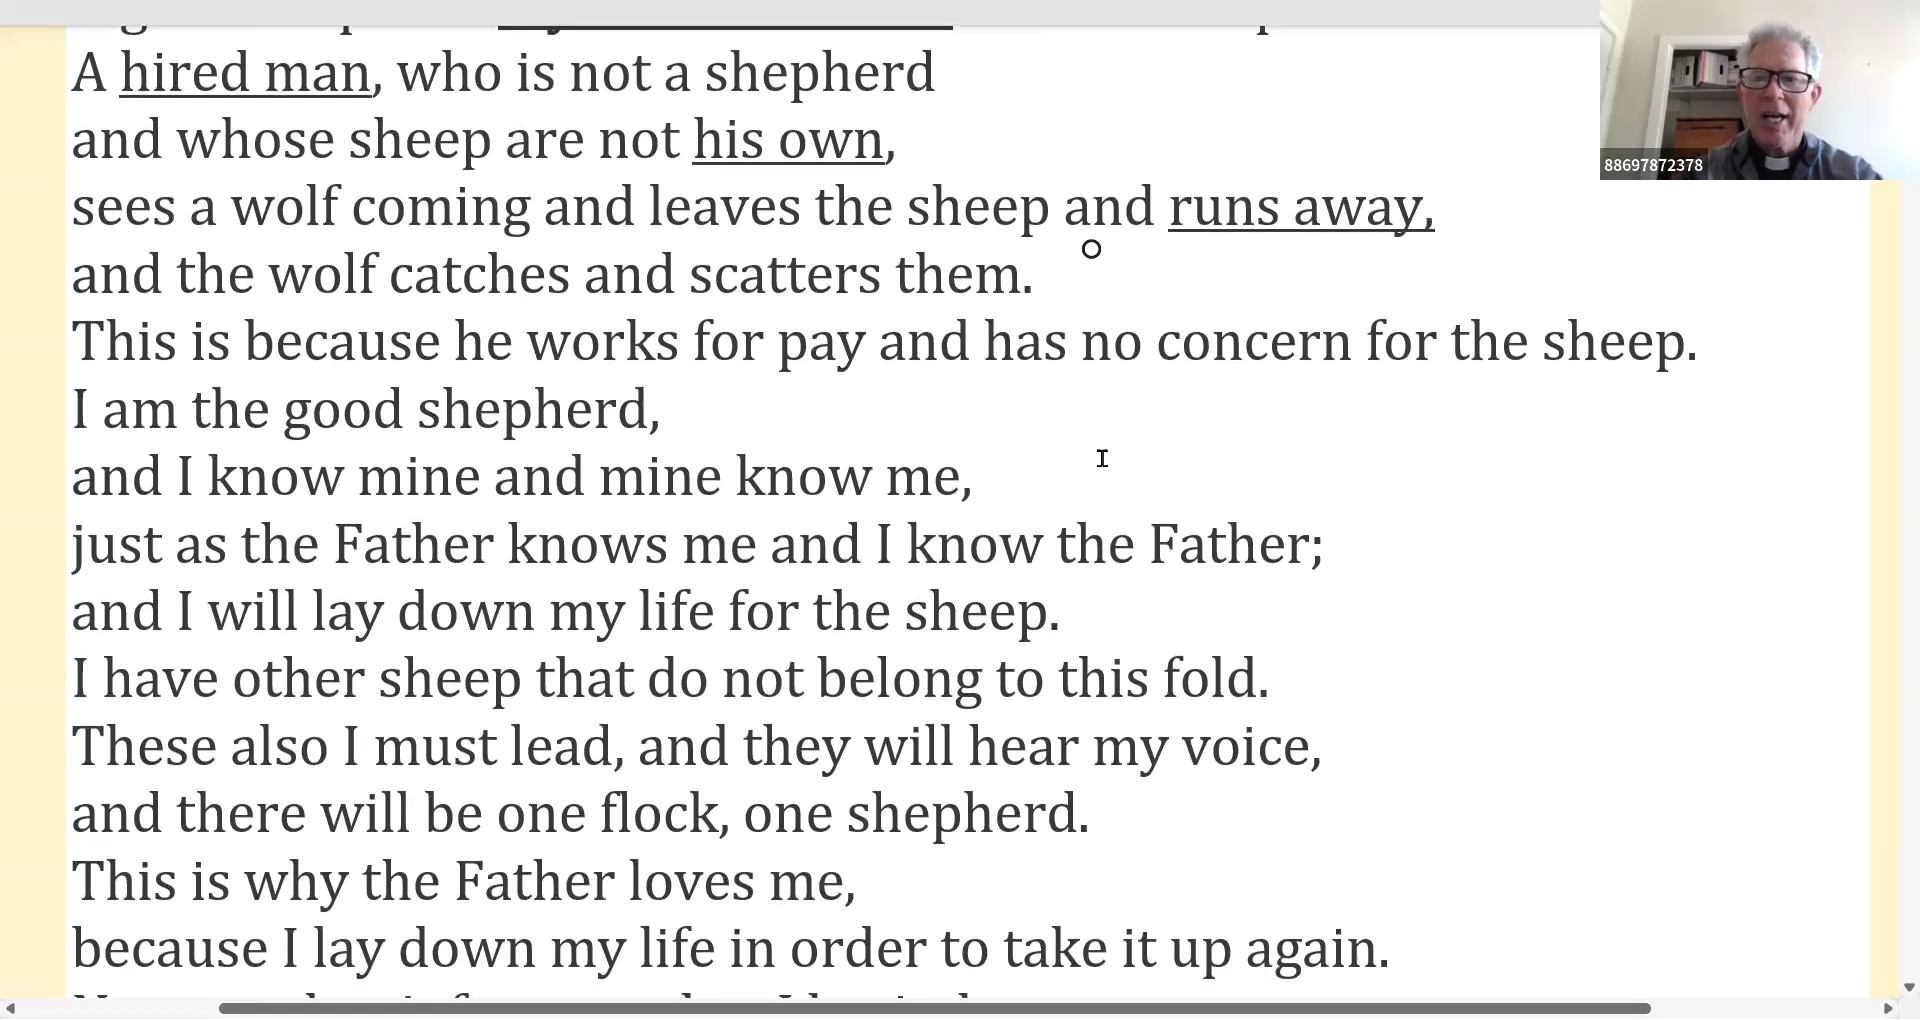 A hired man, who is not a shepherd
and whose sheep are not his own,
sees a wolf coming and leaves the sheep and runs away,
and the wolf catches and scatters them.
This is because he works for pay and has no concern for the sheep.
I am the good shepherd,
and I know mine and mine know me,
just as the Father knows me and I know the Father;
and I will lay down my life for the sheep.
I have other sheep that do not belong to this fold.
These also I must lead, and they will hear my voice,
and there will be one flock, one shepherd.
This is why the Father loves me,
because I lay down my life in order to take it up again.
88697872378